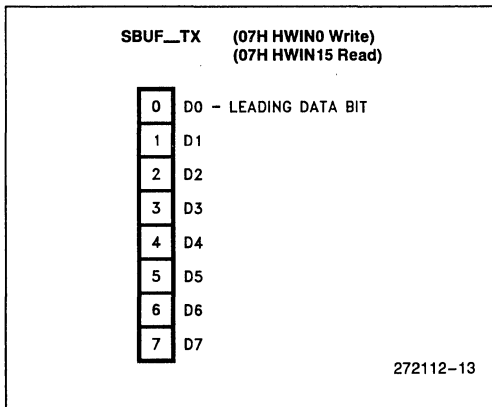 SBUF__TX (07H HWIN0 Write)
(07H HWIN15 Read)
0 D0 – LEADING DATA BIT
1 D1
2 D2
3 D3
4 D4
5 D5
6 D6
7 D7
272112–13